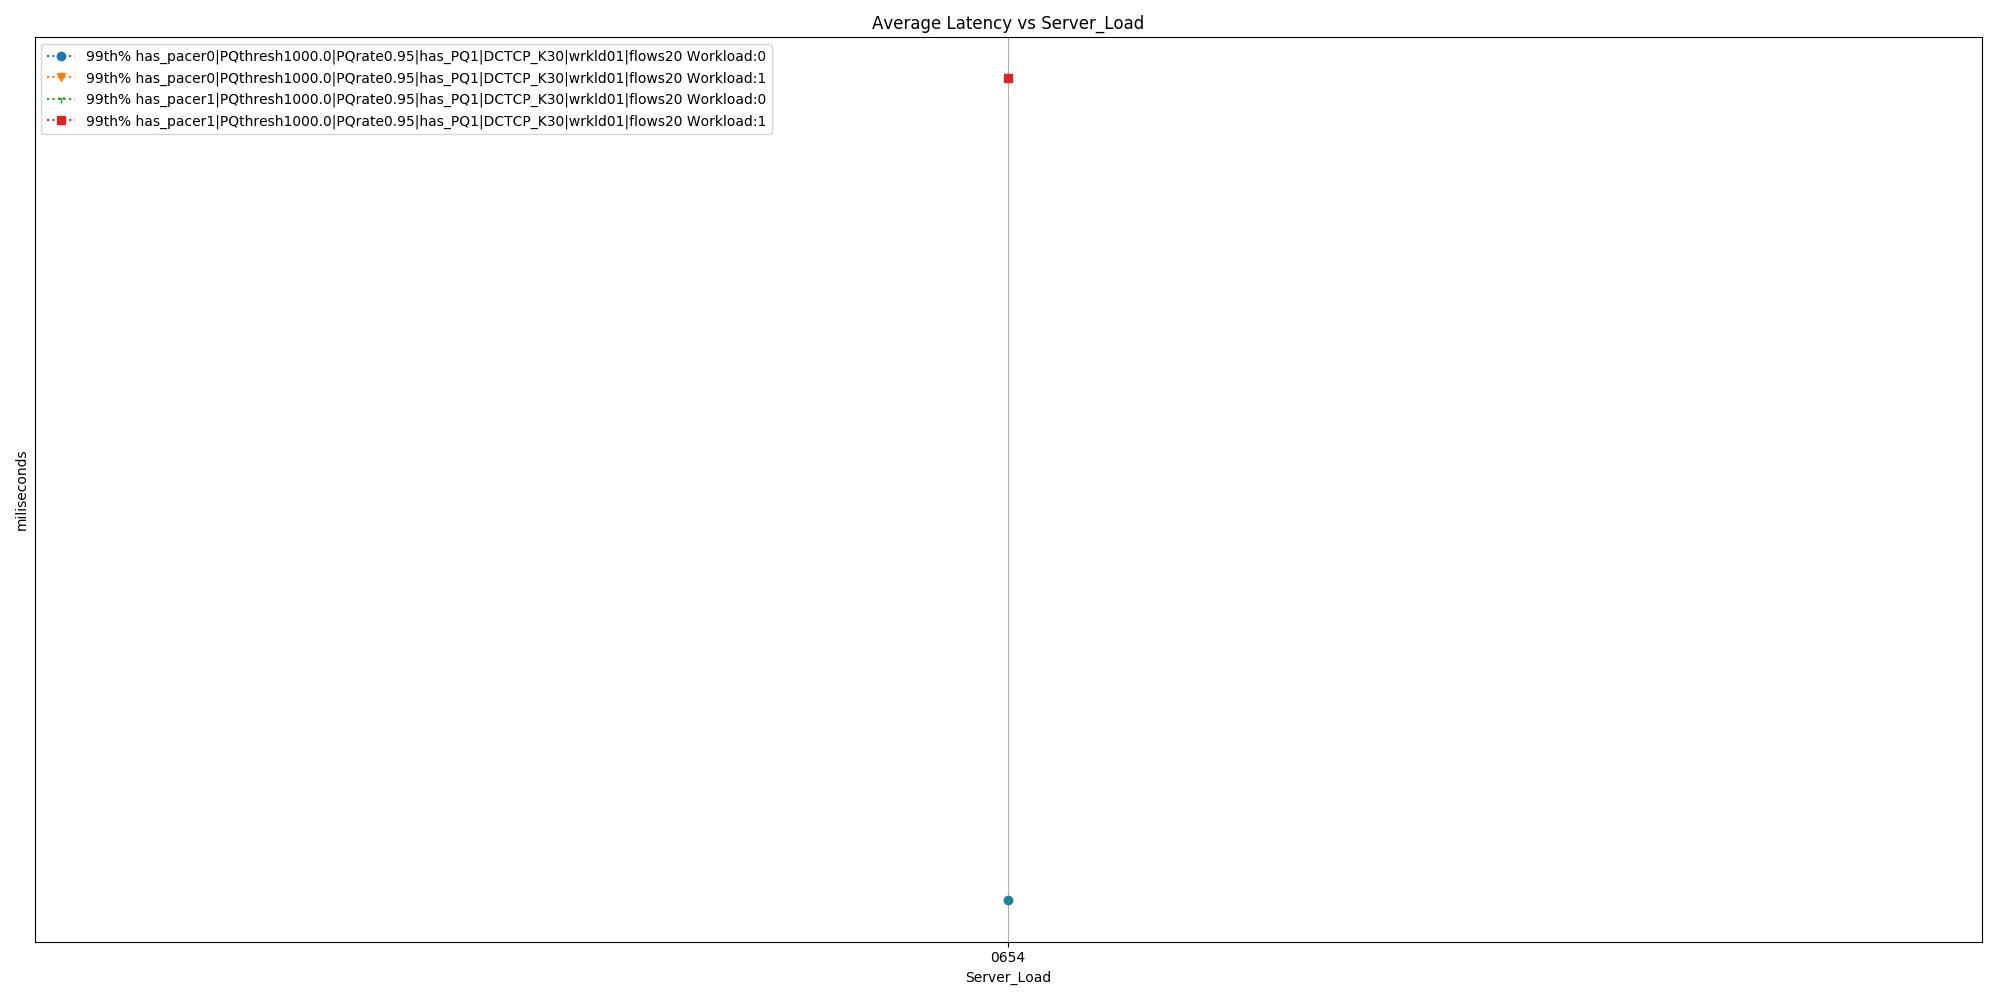 Average Latency vs Server_Load
99th% has_pacer0|PQthresh1000.0|PQrate0.95|has_PQ1|DCTCP_K30|wrkld01|flows20 Workload:0
99th% has_pacer0|PQthresh1000.0|PQrate0.95|has_PQ1|DCTCP_K30|wrkld01|flows20 Workload:1
99th% has_pacer1|PQthresh1000.0|PQrate0.95|has_PQ1|DCTCP_K30|wrkld01|flows20 Workload:0
99th% has_pacer1|PQthresh1000.0|PQrate0.95|has_PQ1|DCTCP_K30|wrkld01|flows20 Workload:1
miliseconds
0654
Server_Load